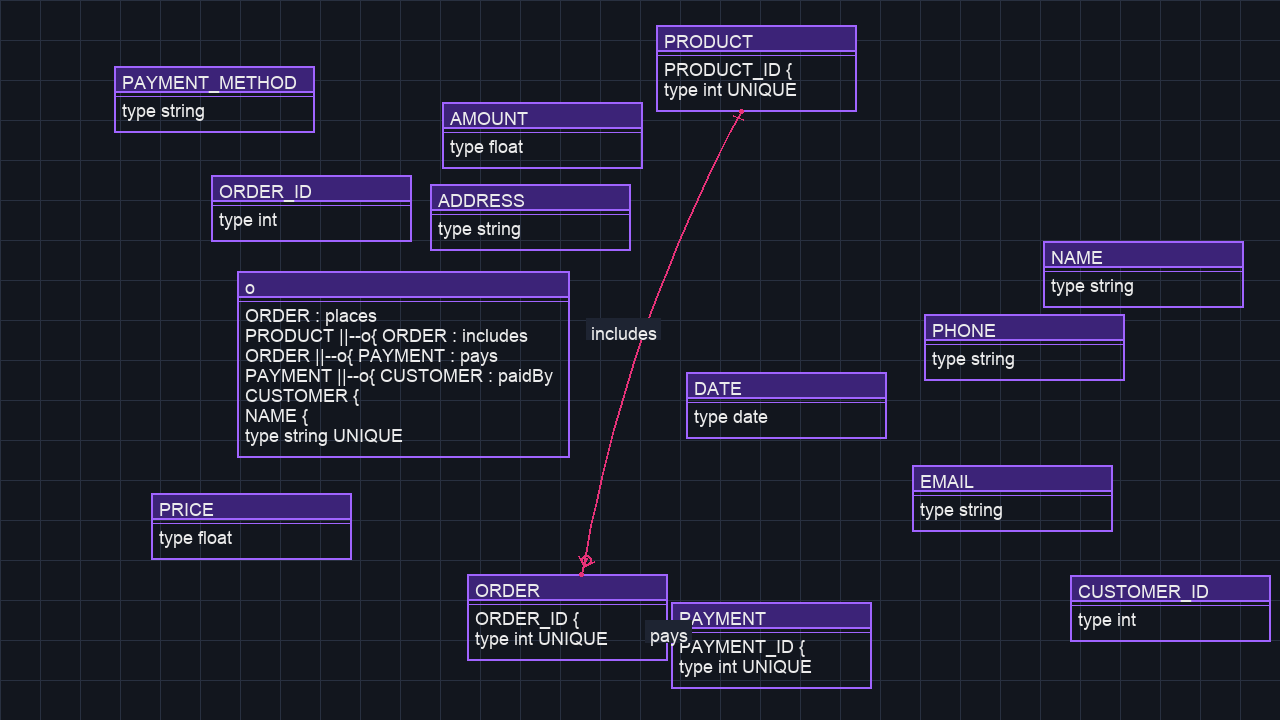 PRODUCT
PRODUCT_ID {
type int UNIQUE
PAYMENT_METHOD
type string
AMOUNT
type float
ORDER_ID
type int
ADDRESS
type string
NAME
type string
o
ORDER : places
PRODUCT ||--o{ ORDER : includes
ORDER ||--o{ PAYMENT : pays
PAYMENT ||--o{ CUSTOMER : paidBy
CUSTOMER {
NAME {
type string UNIQUE
includes
PHONE
type string
DATE
type date
EMAIL
type string
PRICE
type float
ORDER
ORDER_ID {
type int UNIQUE
pays
PAYMENT
PAYMENT_ID {
type int UNIQUE
CUSTOMER_ID
type int